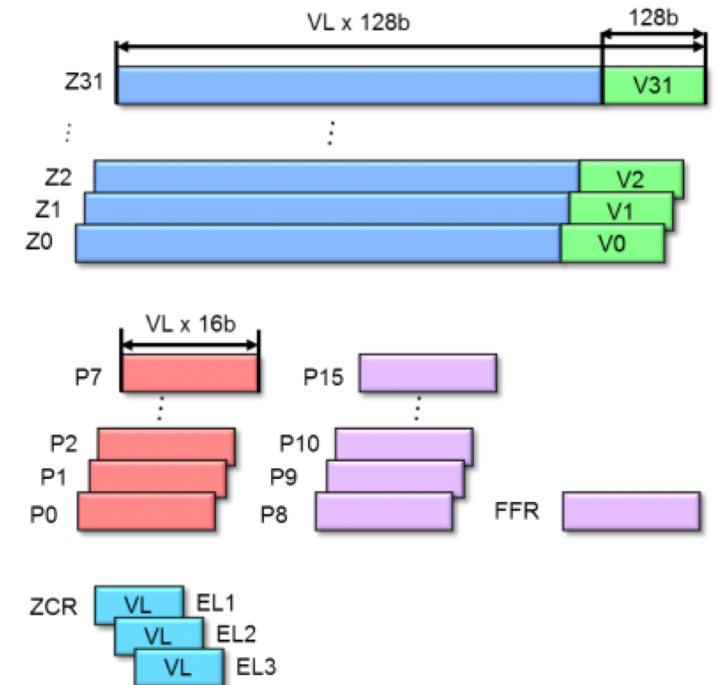 VL x 128b
128b
Z31
V31
⋮
⋮
Z2
V2
Z1
V1
Z0
V0
VL x 16b
P7
P15
⋮
⋮
P2
P10
P1
P9
P0
P8
FFR
ZCR
VL
EL1
VL
EL2
VL
EL3